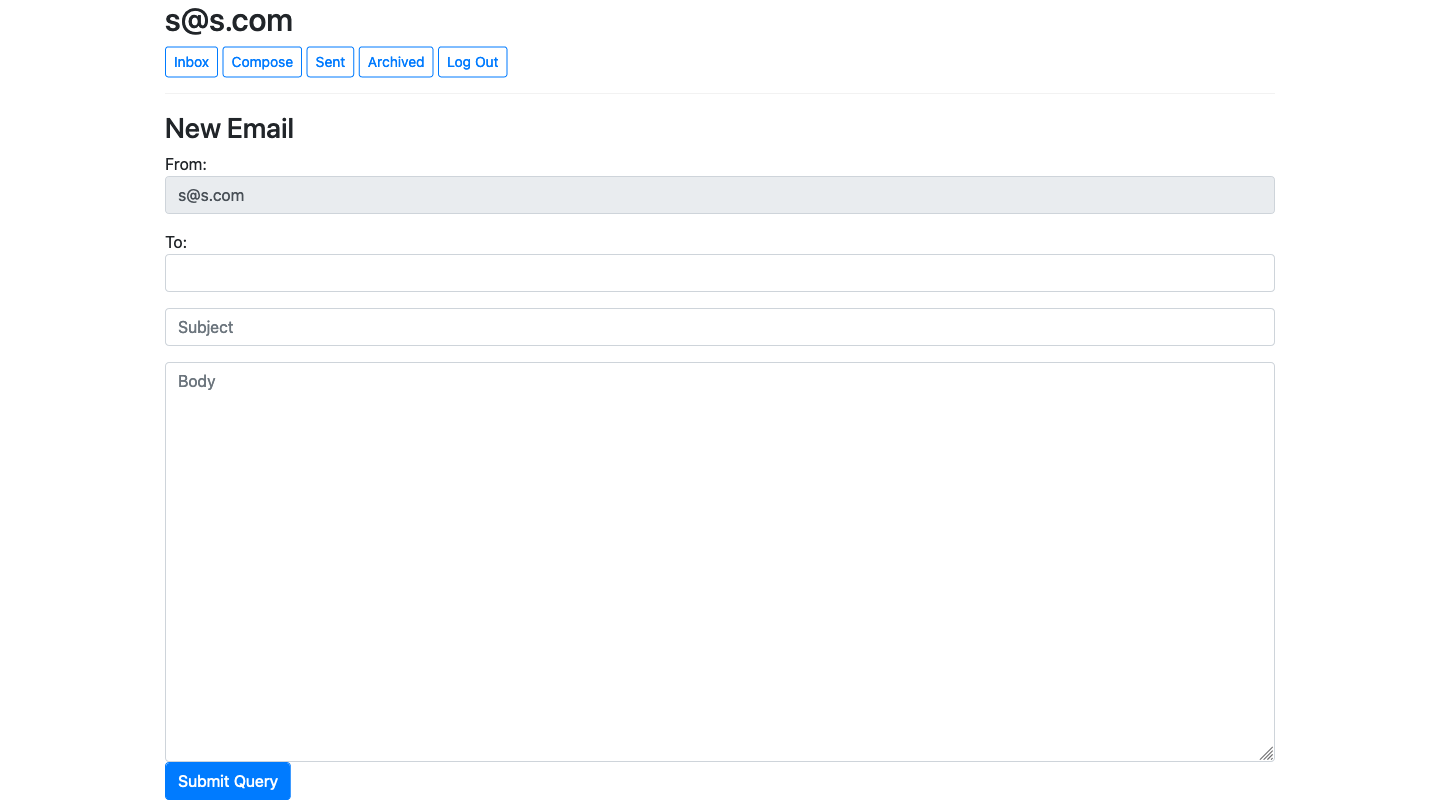 s@s.com
Inbox Compose Sent Archived Log Out
New Email
From:
s@s.com
To:
Subject
Body
Submit Query